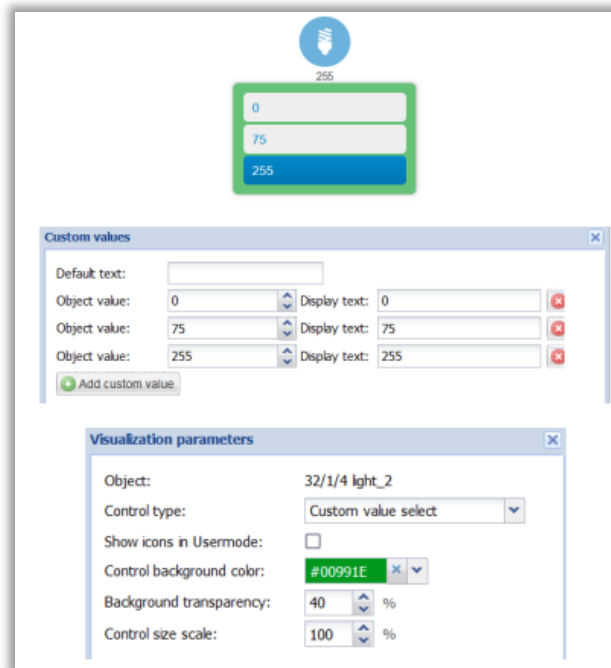 255
0
75
255
Custom values
Default text:
Object value: 0 Display text: 0
Object value: 75 Display text: 75
Object value: 255 Display text: 255
Add custom value
Visualization parameters
Object: 32/1/4 light_2
Control type: Custom value select
Show icons in Usermode:
Control background color: #00991E
Background transparency: 40 %
Control size scale: 100 %